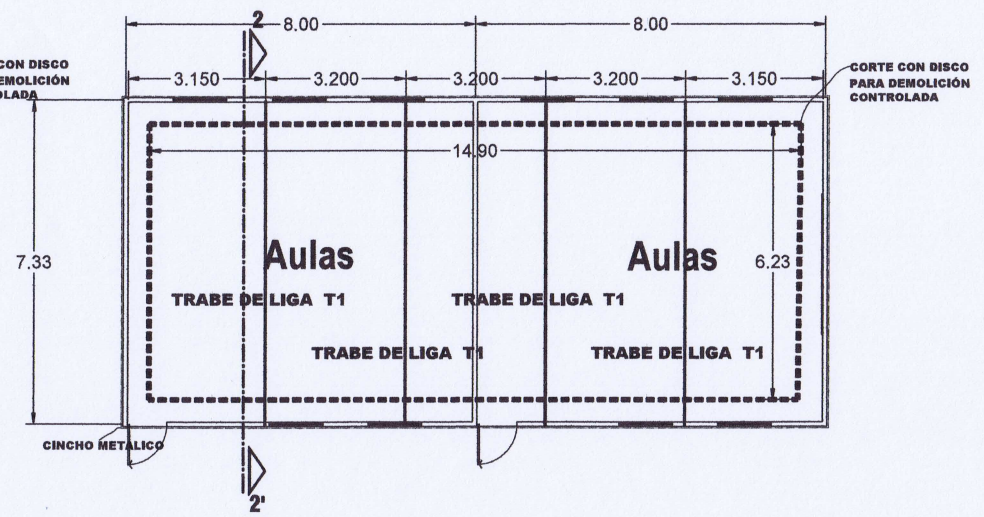 2
8.00
8.00
CON DISCO
EMOLICIÓN
OLADA
3.150
3.200
3.200
3.200
3.150
CORTE CON DISCO
PARA DEMOLICIÓN
CONTROLADA
14.90
7.33
Aulas
Aulas
6.23
TRABE DE LIGA T1
TRABE DE LIGA T1
TRABE DE LIGA T1
TRABE DE LIGA T1
CINCHO METALICO
2'